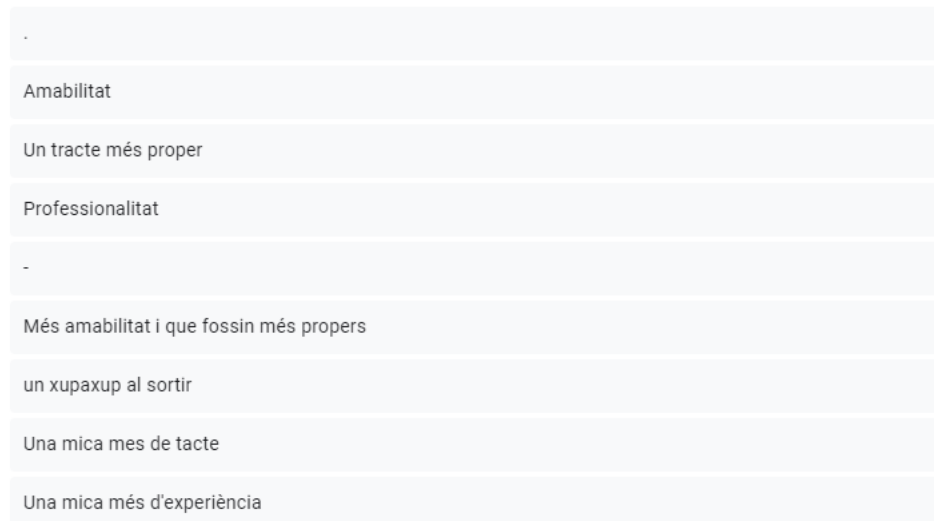 .
Amabilitat
Un tracte més proper
Professionalitat
-
Més amabilitat i que fossin més propers
un xupaxup al sortir
Una mica mes de tacte
Una mica més d'experiència